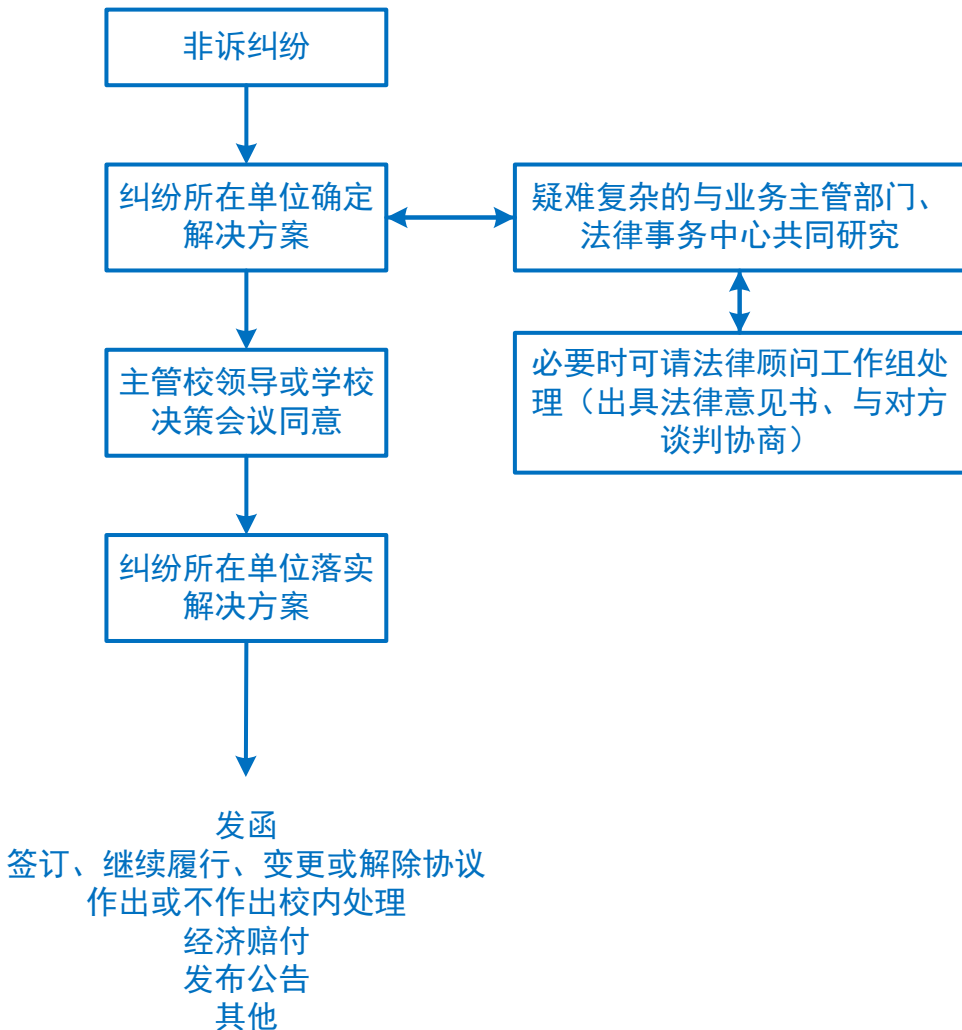 非诉纠纷
纠纷所在单位确定
解决方案
疑难复杂的与业务主管部门、
法律事务中心共同研究
主管校领导或学校
决策会议同意
必要时可请法律顾问工作组处
理（出具法律意见书、与对方
谈判协商）
纠纷所在单位落实
解决方案
发函
签订、继续履行、变更或解除协议
作出或不作出校内处理
经济赔付
发布公告
其他